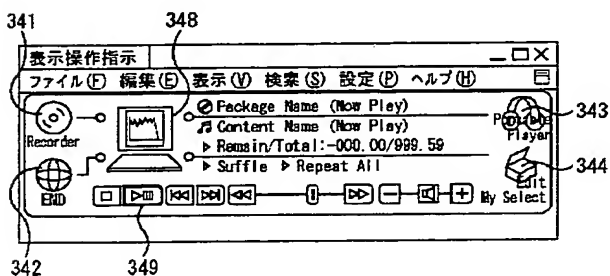 341
348
表示操作指示
ファイル(F) 編集(E) 表示(V) 検索(S) 設定(P) ヘルプ(H)
Package Name (Now Play)
Content Name (Now Play)
Remain/Total:-000.00/999.59
Suffle Repeat All
Recorder
END
Player
343
344
Edit
My Select
342
349